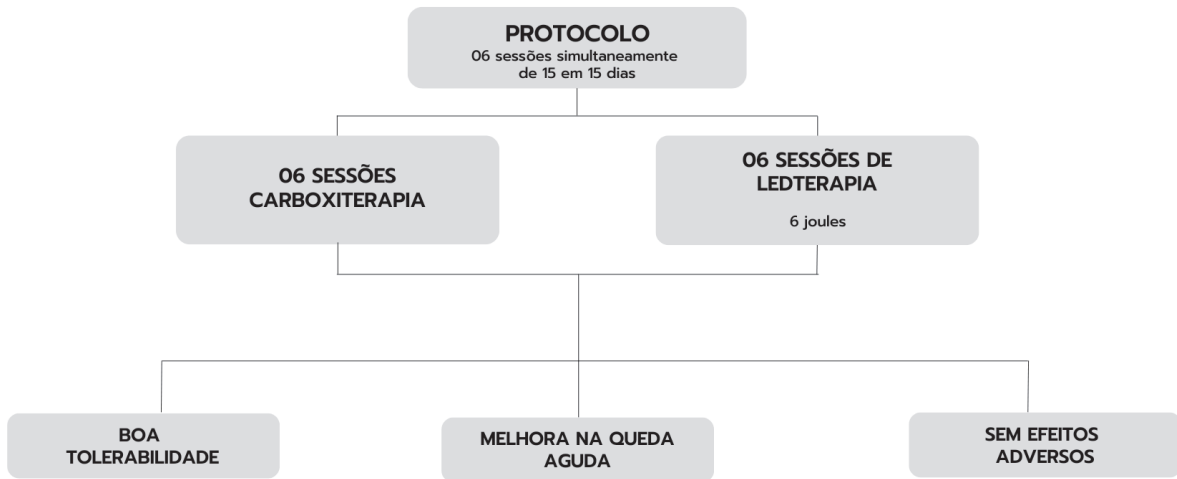 PROTOCOLO
06 sessões simultaneamente
de 15 em 15 dias
06 SESSÕES
CARBOXITERAPIA
06 SESSÕES DE
LEDTERAPIA
6 joules
BOA
TOLERABILIDADE
MELHORA NA QUEDA
AGUDA
SEM EFEITOS
ADVERSOS